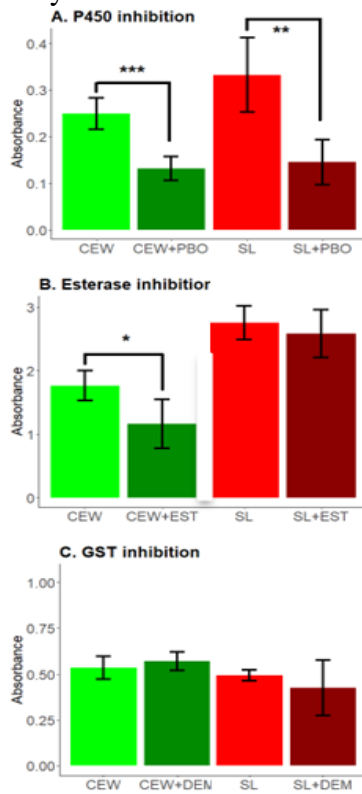 A. P450 inhibition
***
**
0.4
0.3
0.2
0.1
0.0
Absorbance
CEW CEW+PBO SL SL+PBO
B. Esterase inhibitior
*
3
2
1
0
Absorbance
CEW CEW+EST SL SL+EST
C. GST inhibition
1.00
0.75
0.50
0.25
0.00
Absorbance
CEW CEW+DEM SL SL+DEM